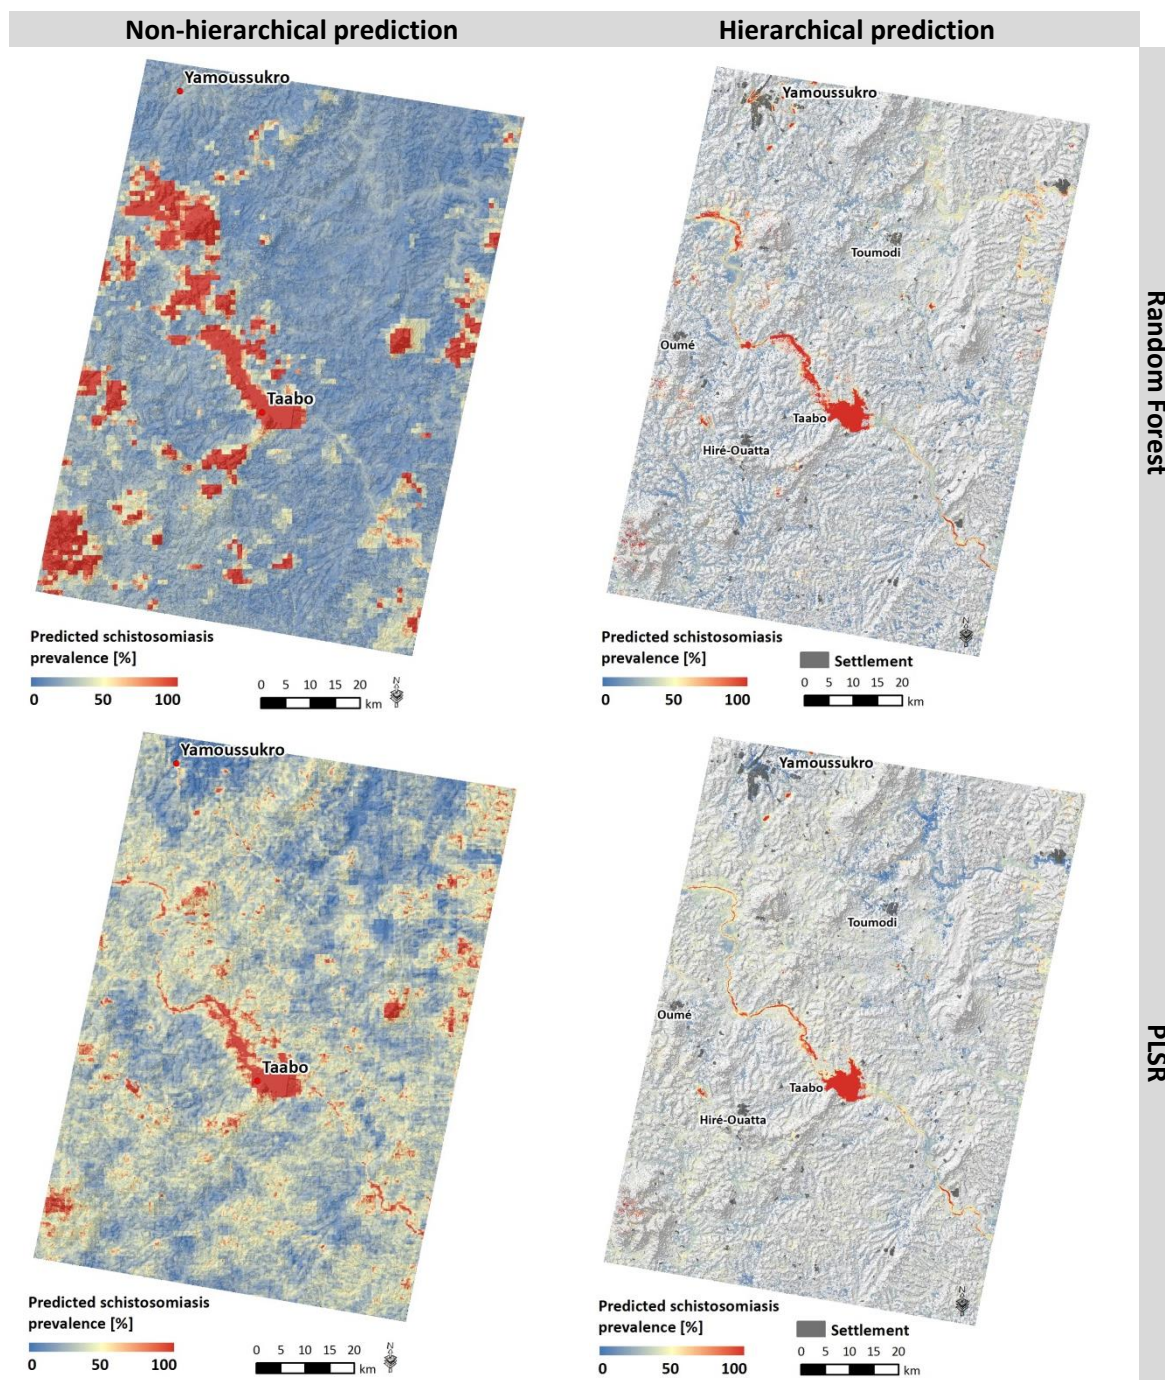 Non-hierarchical prediction
Hierarchical prediction
Random Forest
PLSR
Yamoussukro
Taabo
Predicted schistosomiasis
prevalence [%]
0 50 100
0 5 10 15 20
km
N
Yamoussukro
Toumodi
Oumé
Taabo
Hiré-Ouatta
N
Predicted schistosomiasis
prevalence [%]
Settlement
0 50 100
0 5 10 15 20
km
Yamoussukro
Taabo
Predicted schistosomiasis
prevalence [%]
0 50 100
0 5 10 15 20
km
N
Yamoussukro
Toumodi
Oumé
Taabo
Hiré-Ouatta
N
Predicted schistosomiasis
prevalence [%]
Settlement
0 50 100
0 5 10 15 20
km